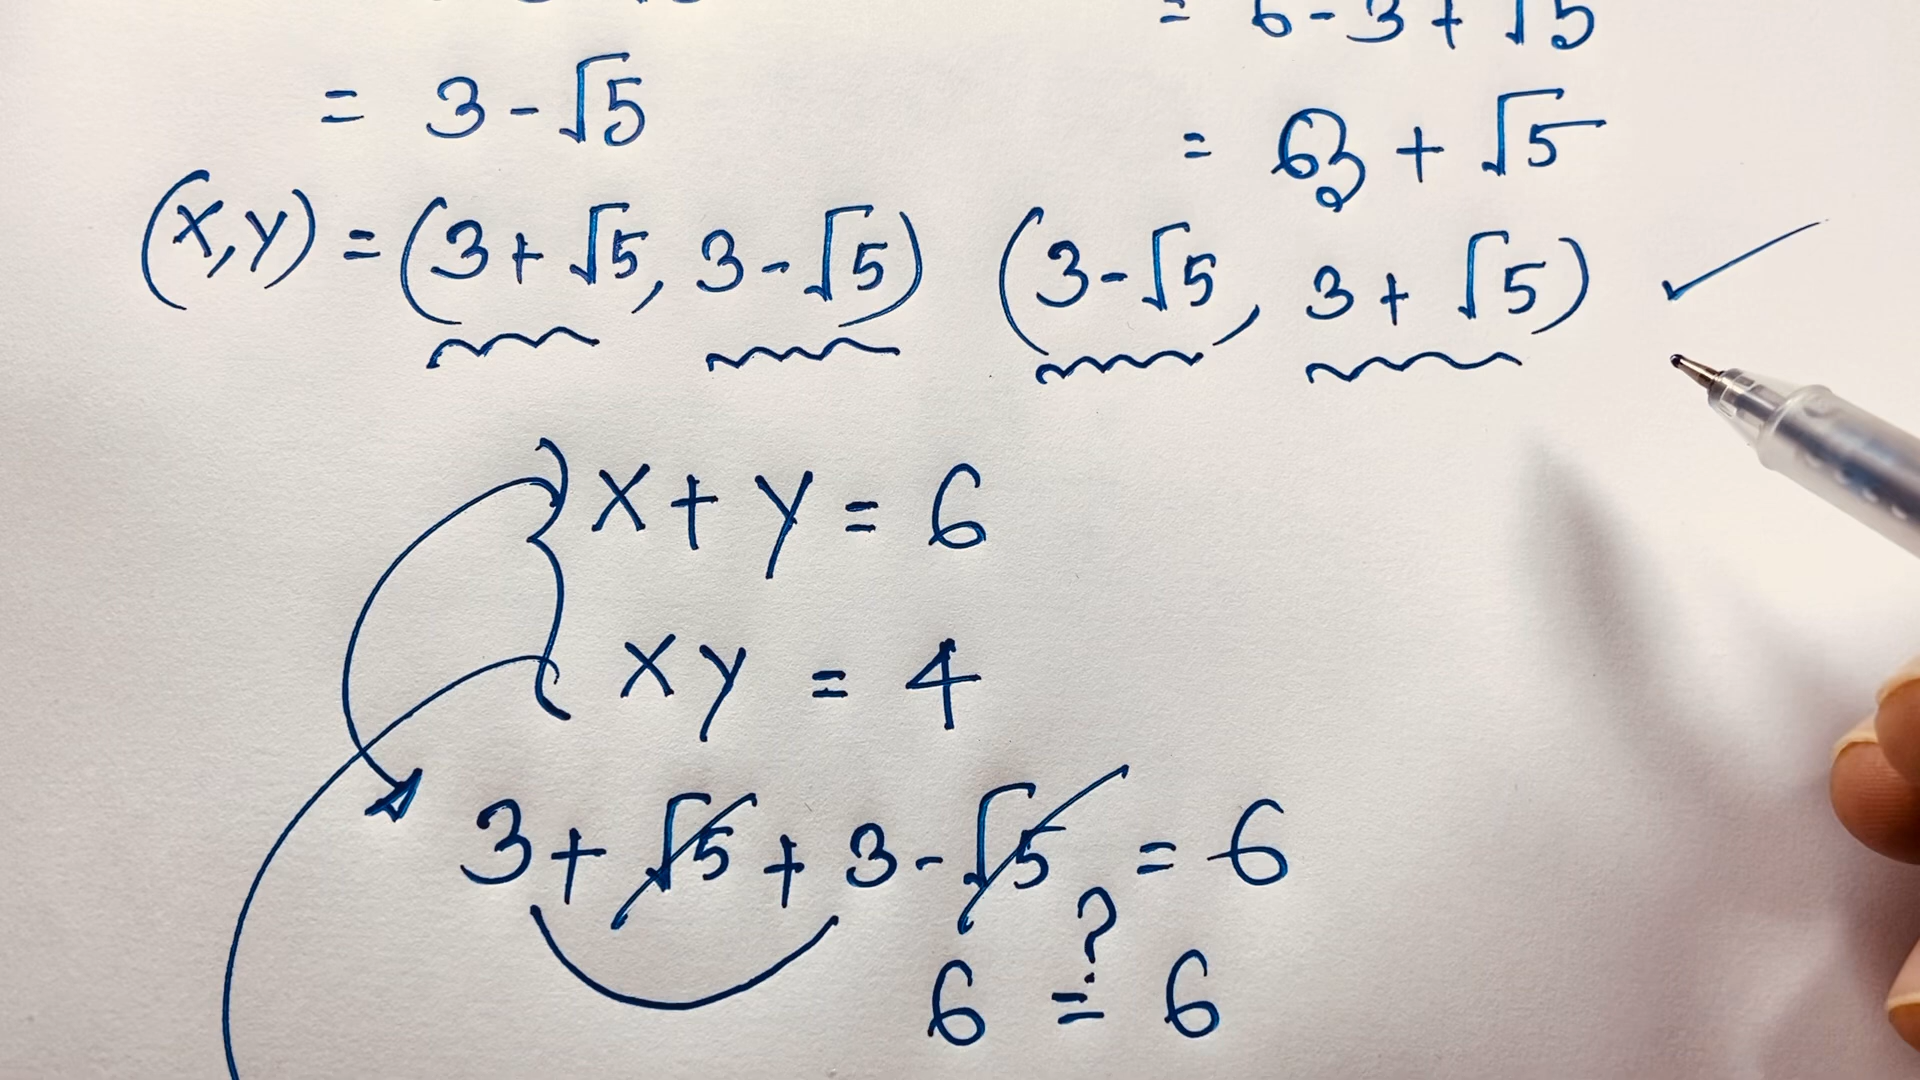 = 6 - 3 + √5
= 3 - √5
= 63 + √5
(x,y) = (3 + √5, 3 - √5) (3 - √5, 3 + √5) ✓
x + y = 6
xy = 4
3 + √5 + 3 - √5 = 6
?
6 = 6